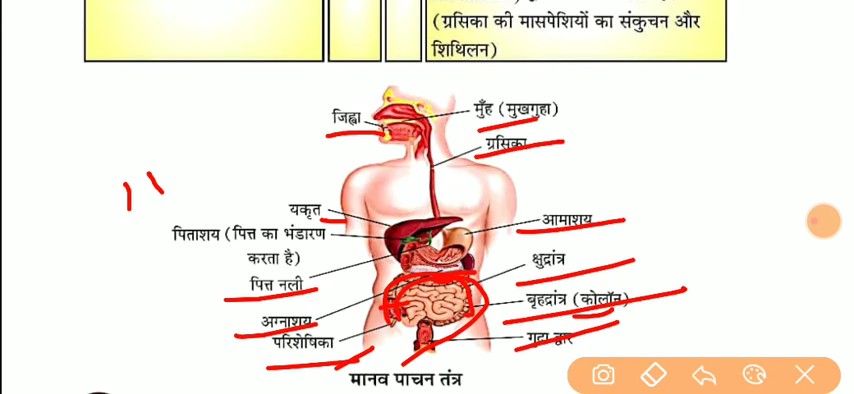 (ग्रसिका की मासपेशियों का संकुचन और
शिथिलन)
जिह्वा
मुँह (मुखगुहा)
ग्रसिका
यकृत
आमाशय
पिताशय (पित्त का भंडारण
करता है)
क्षुद्रांत्र
पित्त नली
बृहद्रांत्र (कोलॉन)
अग्नाशय
गुदा द्वार
परिशेषिका
मानव पाचन तंत्र